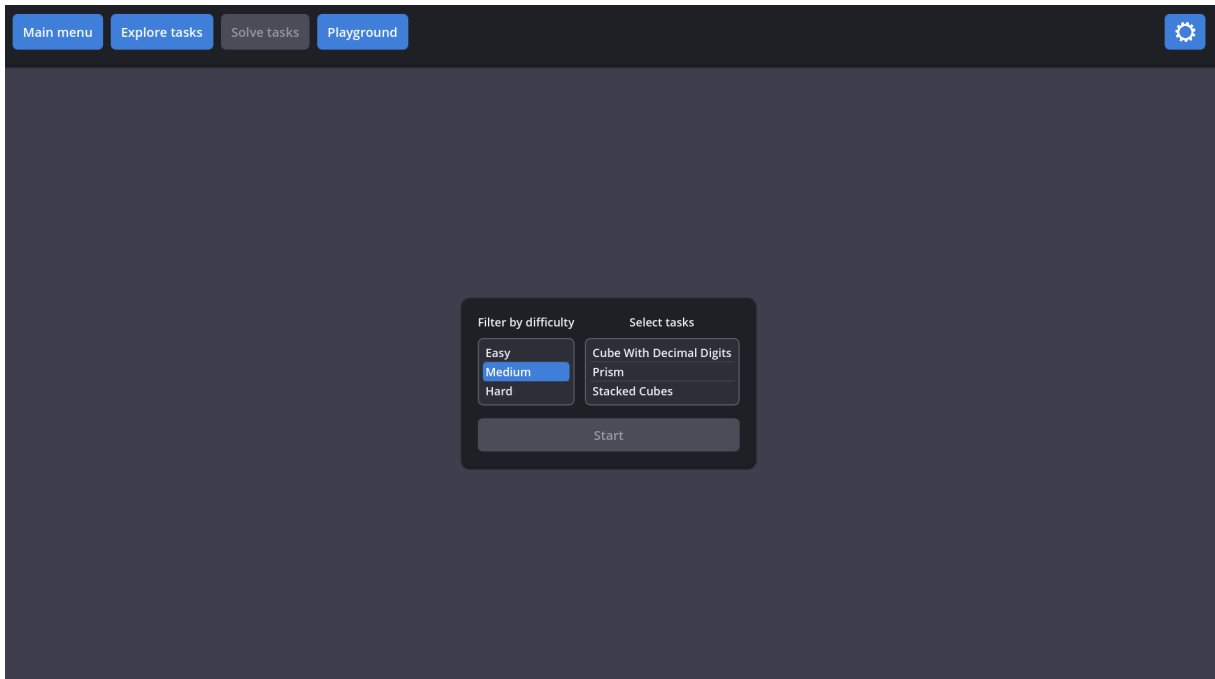 Main menu
Explore tasks
Solve tasks
Playground
Filter by difficulty
Select tasks
Easy
Medium
Hard
Cube With Decimal Digits
Prism
Stacked Cubes
Start